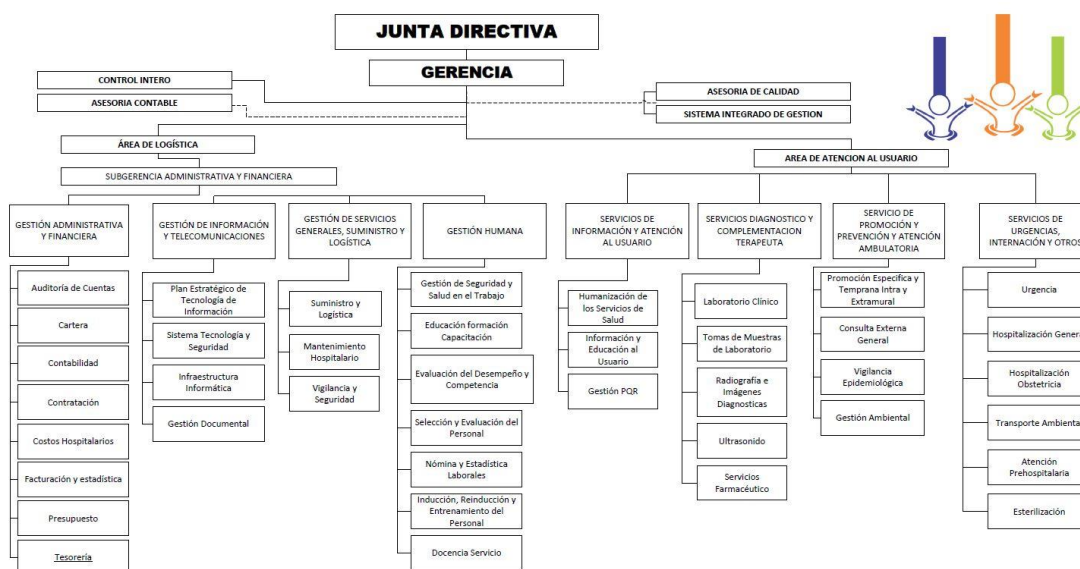 JUNTA DIRECTIVA
GERENCIA
CONTROL INTERO
ASESORIA CONTABLE
ASESORIA DE CALIDAD
SISTEMA INTEGRADO DE GESTION
ÁREA DE LOGÍSTICA
SUBGERENCIA ADMINISTRATIVA Y FINANCIERA
AREA DE ATENCION AL USUARIO
GESTIÓN ADMINISTRATIVA
Y FINANCIERA
Auditoría de Cuentas
Cartera
Contabilidad
Contratación
Costos Hospitalarios
Facturación y estadística
Presupuesto
Tesorería
GESTIÓN DE INFORMACIÓN
Y TELECOMUNICACIONES
Plan Estratégico de
Tecnología de
Información
Sistema Tecnología y
Seguridad
Infraestructura
Informática
Gestión Documental
GESTIÓN DE SERVICIOS
GENERALES, SUMINISTRO Y
LOGÍSTICA
Suministro y
Logística
Mantenimiento
Hospitalario
Vigilancia y
Seguridad
GESTIÓN HUMANA
Gestión de Seguridad y
Salud en el Trabajo
Educación formación
Capacitación
Evaluación del Desempeño y
Competencia
Selección y Evaluación del
Personal
Nómina y Estadística
Laborales
Inducción, Reinducción y
Entrenamiento del
Personal
Docencia Servicio
SERVICIOS DE
INFORMACIÓN Y ATENCIÓN
AL USUARIO
Humanización de
los Servicios de
Salud
Información y
Educación al
Usuario
Gestión PQR
SERVICIOS DIAGNOSTICO Y
COMPLEMENTACION
TERAPEUTA
Laboratorio Clínico
Tomas de Muestras
de Laboratorio
Radiografía e
Imágenes
Diagnosticas
Ultrasonido
Servicios
Farmacéutico
SERVICIO DE
PROMOCIÓN Y
PREVENCIÓN Y ATENCIÓN
AMBULATORIA
Promoción Especifica y
Temprana Intra y
Extramural
Consulta Externa
General
Vigilancia
Epidemiológica
Gestión Ambiental
SERVICIOS DE
URGENCIAS,
INTERNACIÓN Y OTROS
Urgencia
Hospitalización Genera
Hospitalización
Obstetricia
Transporte Ambienta
Atención
Prehospitalaria
Esterilización